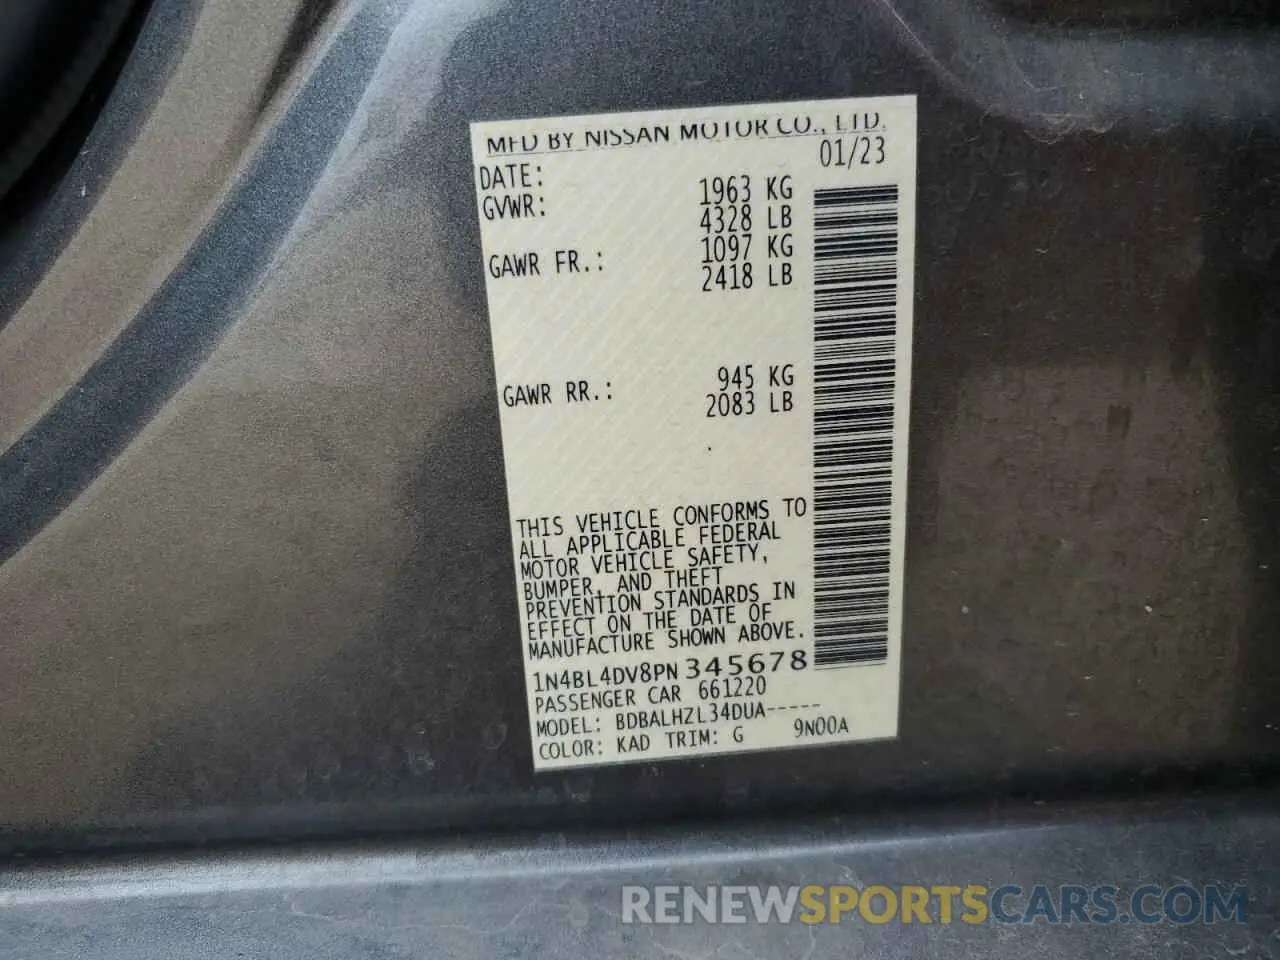 MFD BY NISSAN MOTOR CO., LTD.
DATE: 01/23
GVWR: 1963 KG
4328 LB
GAWR FR.: 1097 KG
2418 LB
GAWR RR.: 945 KG
2083 LB
THIS VEHICLE CONFORMS TO
ALL APPLICABLE FEDERAL
MOTOR VEHICLE SAFETY,
BUMPER, AND THEFT
PREVENTION STANDARDS IN
EFFECT ON THE DATE OF
MANUFACTURE SHOWN ABOVE.
1N4BL4DV8PN345678
PASSENGER CAR 661220
MODEL: BDBALHZL34DUA-----
COLOR: KAD TRIM: G 9N00A
RENEWSPORTSCARS.COM